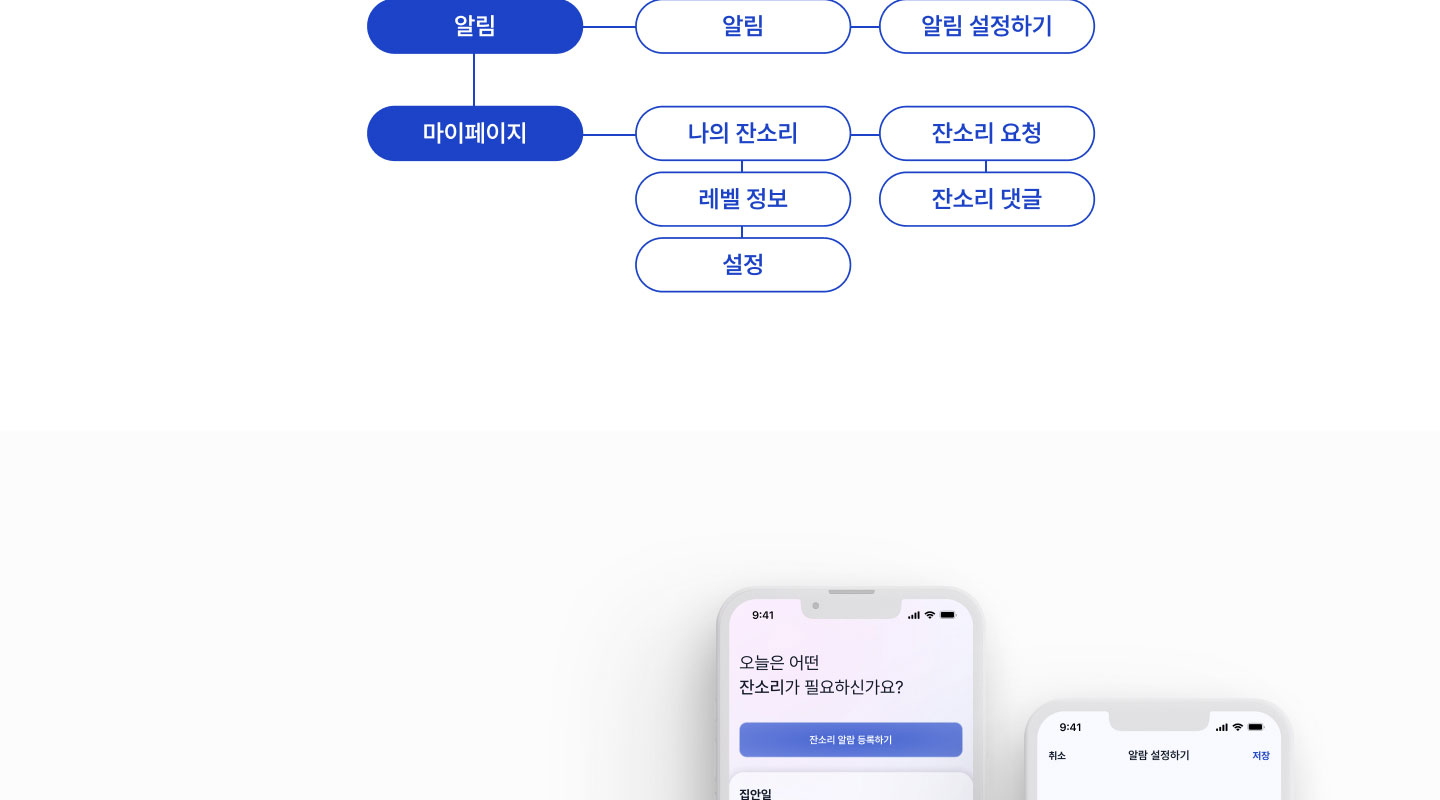 알림
알림
알림 설정하기
마이페이지
나의 잔소리
잔소리 요청
레벨 정보
잔소리 댓글
설정
9:41
오늘은 어떤
잔소리가 필요하신가요?
잔소리 알람 등록하기
집안일
9:41
취소
알람 설정하기
저장